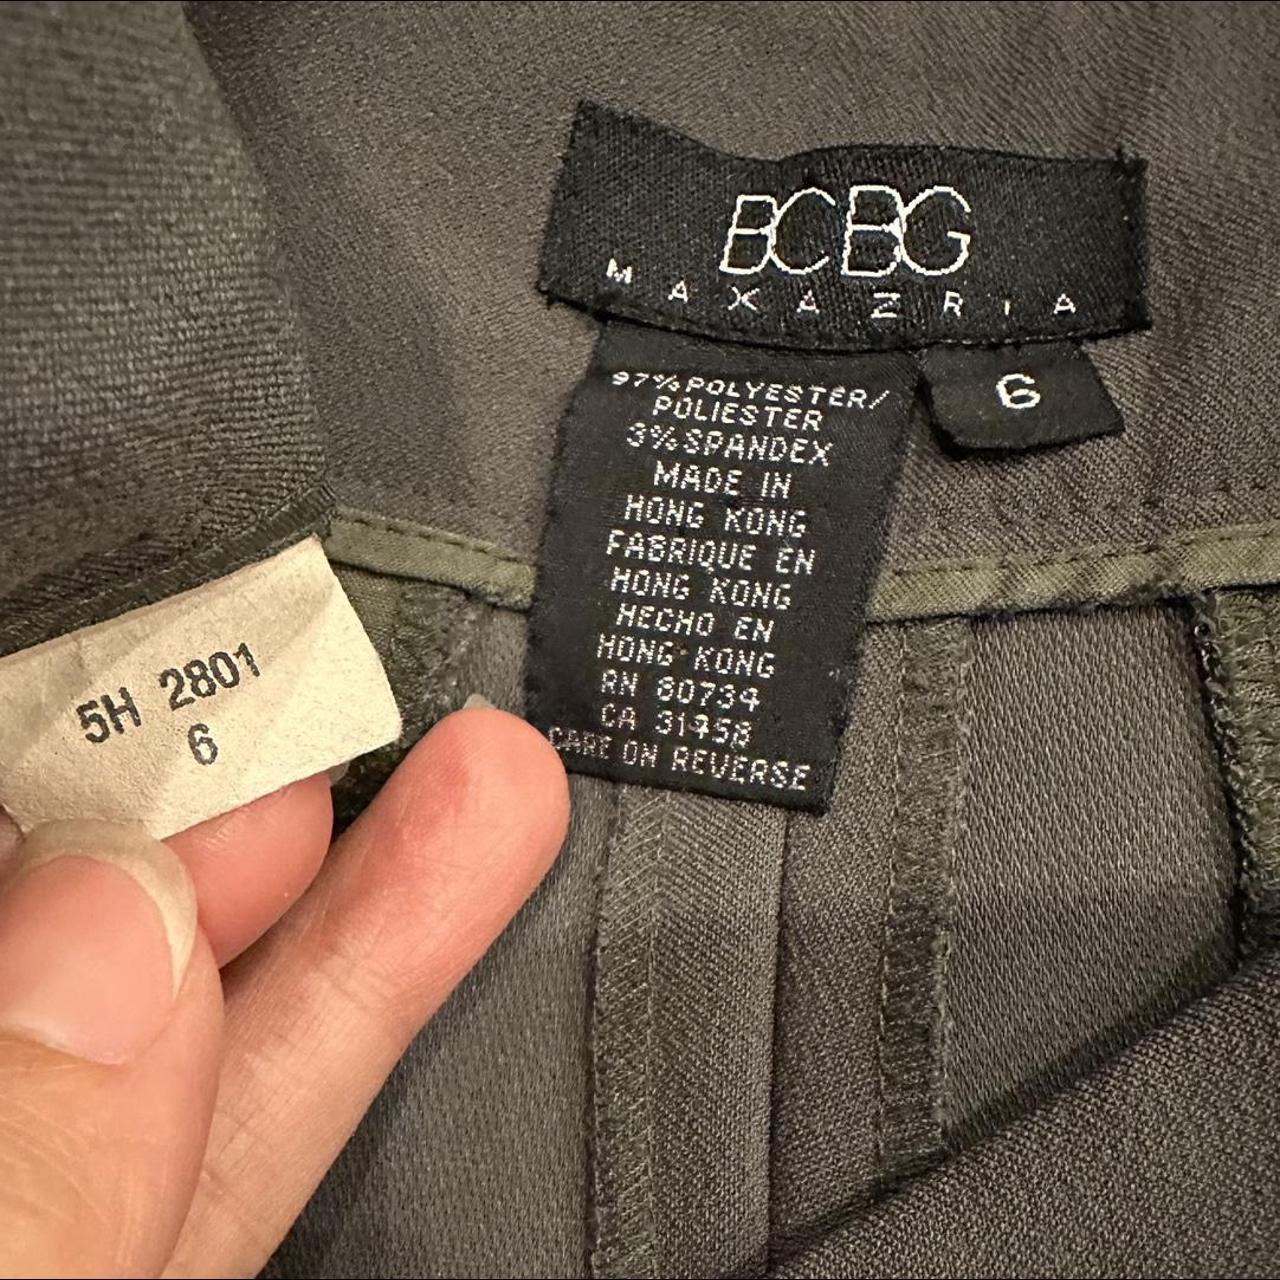 BCBG
MAXAZRIA
6
97% POLYESTER/
POLIESTER
3% SPANDEX
MADE IN
HONG KONG
FABRIQUE EN
HONG KONG
HECHO EN
HONG KONG
RN 80734
CA 31458
CARE ON REVERSE
5H 2801
6